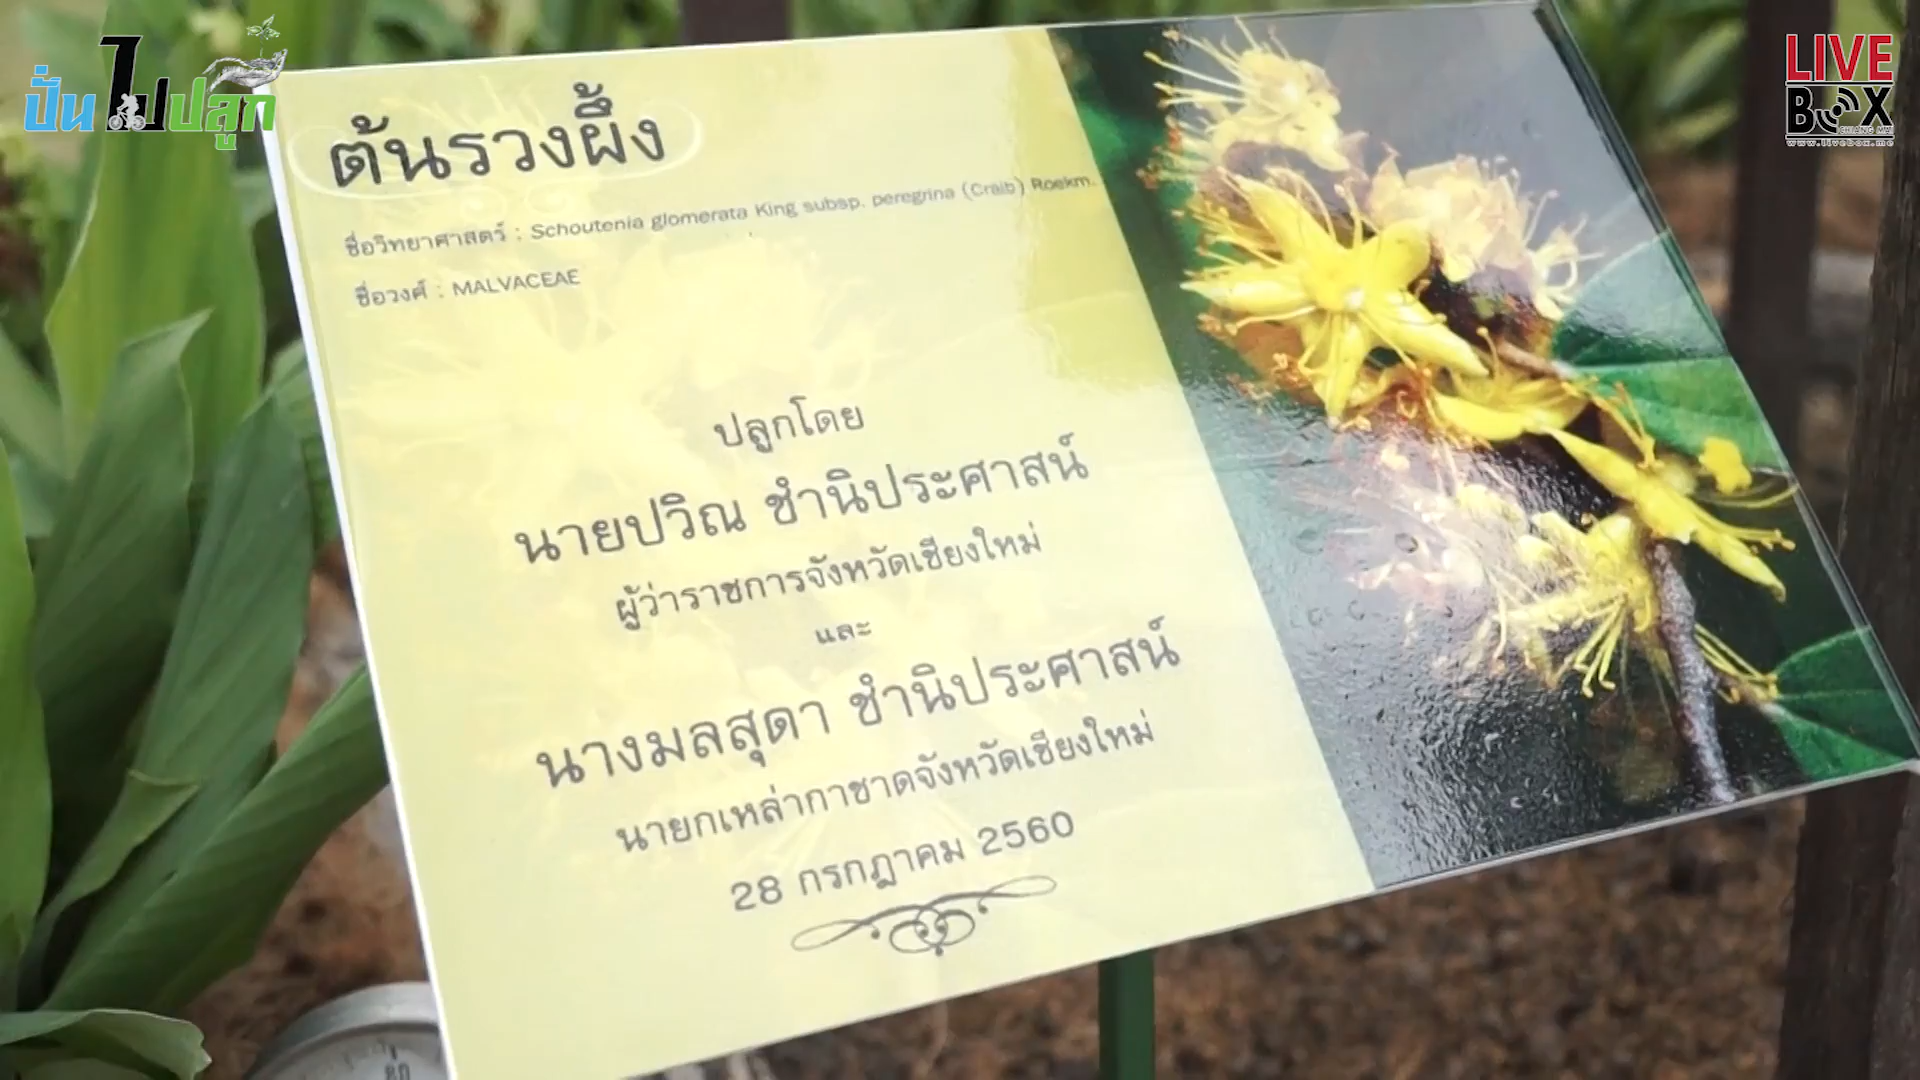 ปั่นไปปลูก
LIVE
BOX
CHIANG MAI
www.livebox.me
ต้นรวงผึ้ง
ชื่อวิทยาศาสตร์ : Schoutenia glomerata King subsp. peregrina (Craib) Roekm.
ชื่อวงศ์ : MALVACEAE
ปลูกโดย
นายปวิณ ชำนิประศาสน์
ผู้ว่าราชการจังหวัดเชียงใหม่
และ
นางมลสุดา ชำนิประศาสน์
นายกเหล่ากาชาดจังหวัดเชียงใหม่
28 กรกฎาคม 2560